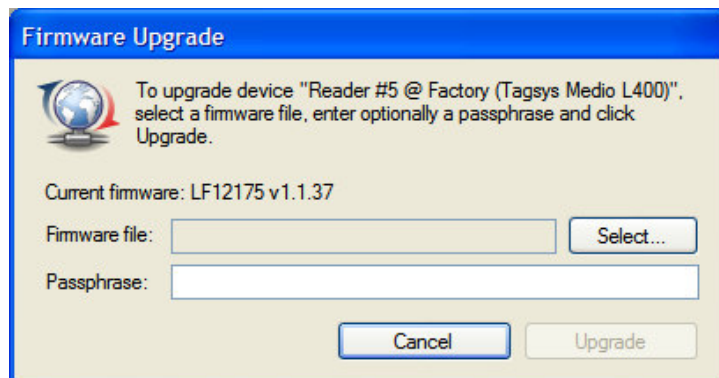 Firmware Upgrade
To upgrade device "Reader #5 @ Factory (Tagsys Medio L400)",
select a firmware file, enter optionally a passphrase and click
Upgrade.
Current firmware: LF12175 v1.1.37
Firmware file:
Select...
Passphrase:
Cancel
Upgrade